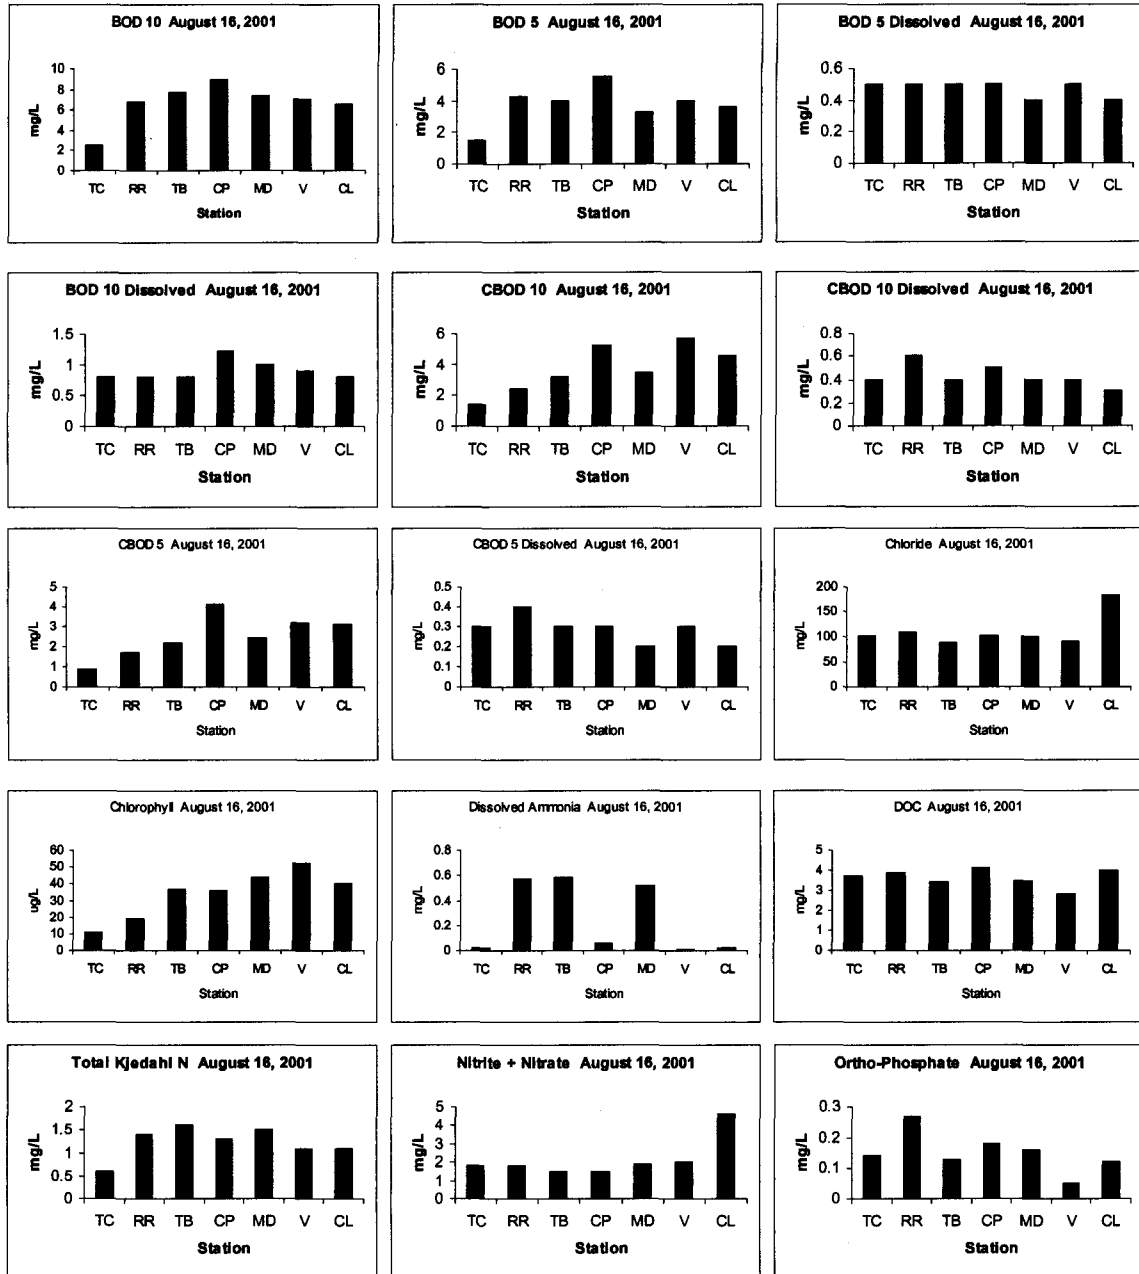 BOD 10 August 16, 2001
mg/L
10
8
6
4
2
0
TC RR TB CP MD V CL
Station
BOD 5 August 16, 2001
mg/L
6
4
2
0
TC RR TB CP MD V CL
Station
BOD 5 Dissolved August 16, 2001
mg/L
0.6
0.4
0.2
0
TC RR TB CP MD V CL
Station
BOD 10 Dissolved August 16, 2001
mg/L
1.5
1
0.5
0
TC RR TB CP MD V CL
Station
CBOD 10 August 16, 2001
mg/L
6
4
2
0
TC RR TB CP MD V CL
Station
CBOD 10 Dissolved August 16, 2001
mg/L
0.8
0.6
0.4
0.2
0
TC RR TB CP MD V CL
Station
CBOD 5 August 16, 2001
mg/L
5
4
3
2
1
0
TC RR TB CP MD V CL
Station
CBOD 5 Dissolved August 16, 2001
mg/L
0.5
0.4
0.3
0.2
0.1
0
TC RR TB CP MD V CL
Station
Chloride August 16, 2001
mg/L
200
150
100
50
0
TC RR TB CP MD V CL
Station
Chlorophyll August 16, 2001
ug/L
60
50
40
30
20
10
0
TC RR TB CP MD V CL
Station
Dissolved Ammonia August 16, 2001
mg/L
0.8
0.6
0.4
0.2
0
TC RR TB CP MD V CL
Station
DOC August 16, 2001
mg/L
5
4
3
2
1
0
TC RR TB CP MD V CL
Station
Total Kjedahl N August 16, 2001
mg/L
2
1.5
1
0.5
0
TC RR TB CP MD V CL
Station
Nitrite + Nitrate August 16, 2001
mg/L
5
4
3
2
1
0
TC RR TB CP MD V CL
Station
Ortho-Phosphate August 16, 2001
mg/L
0.3
0.2
0.1
0
TC RR TB CP MD V CL
Station